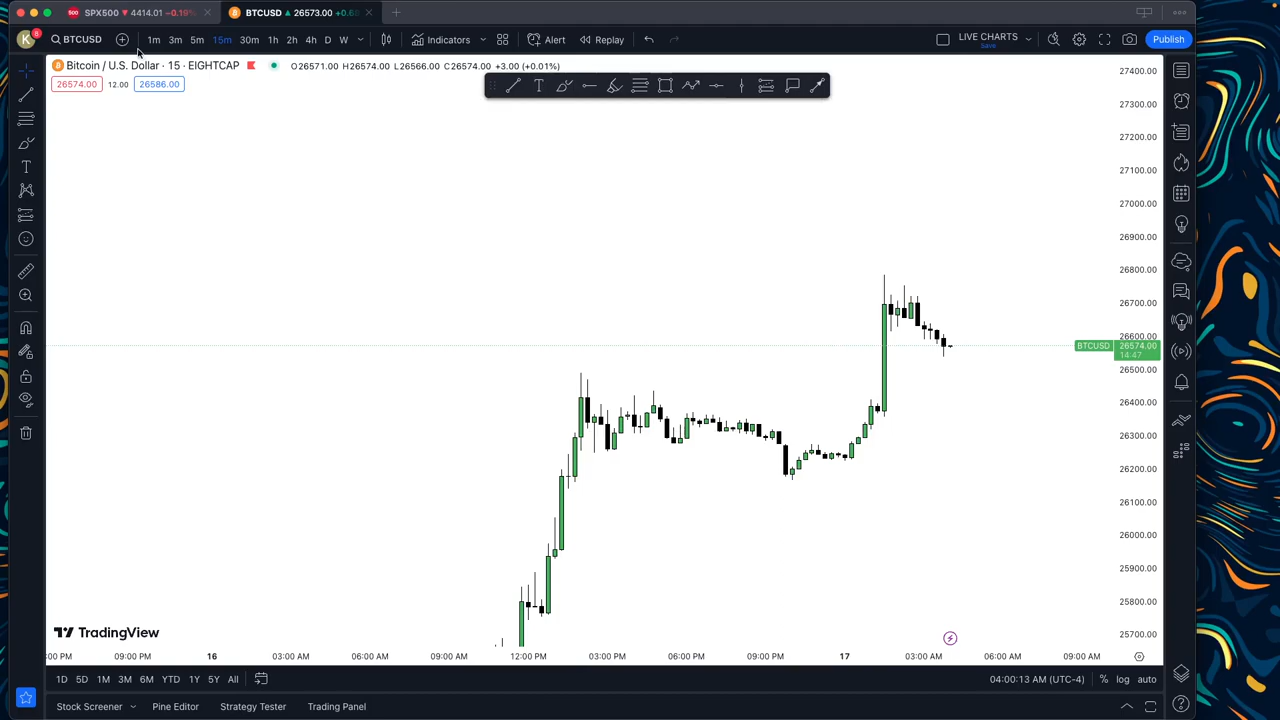 SPX500 ▼ 4414.01 −0.19%
BTCUSD ▲ 26573.00 +0.6
K 6 BTCUSD 1m 3m 5m 15m 30m 1h 2h 4h D W Indicators Alert Replay LIVE CHARTS Save Publish
Bitcoin / U.S. Dollar · 15 · EIGHTCAP O26571.00 H26574.00 L26566.00 C26574.00 (+0.01%)
26574.00 12.00 26586.00
27400.00
27300.00
27200.00
27100.00
27000.00
26900.00
26800.00
26700.00
26600.00
BTCUSD 26574.00
14:47
26500.00
26400.00
26300.00
26200.00
26100.00
26000.00
25900.00
25800.00
25700.00
TradingView
:00 PM 09:00 PM 16 03:00 AM 06:00 AM 09:00 AM 12:00 PM 03:00 PM 06:00 PM 09:00 PM 17 03:00 AM 06:00 AM 09:00 AM
1D 5D 1M 3M 6M YTD 1Y 5Y All 04:00:13 AM (UTC-4) % log auto
Stock Screener Pine Editor Strategy Tester Trading Panel